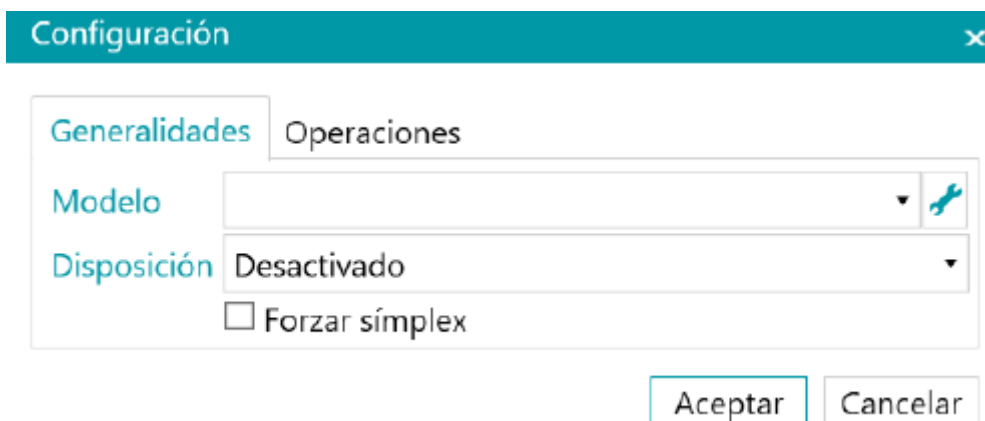 Configuración
Generalidades Operaciones
Modelo
Disposición Desactivado
Forzar símplex
Aceptar Cancelar